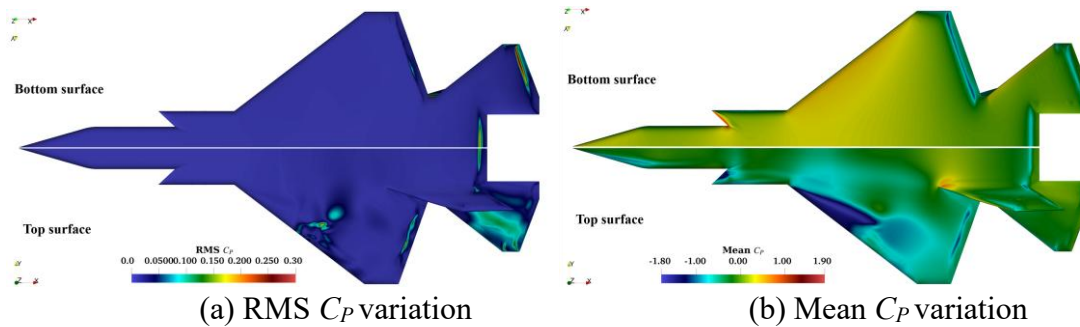 Z X
Y
Bottom surface
Top surface
RMS CP
0.0 0.0500 0.100 0.150 0.200 0.250 0.30
Y
Z X
(a) RMS CP variation
Z X
Y
Bottom surface
Top surface
Mean CP
-1.80 -1.00 0.00 1.00 1.90
Y
Z X
(b) Mean CP variation